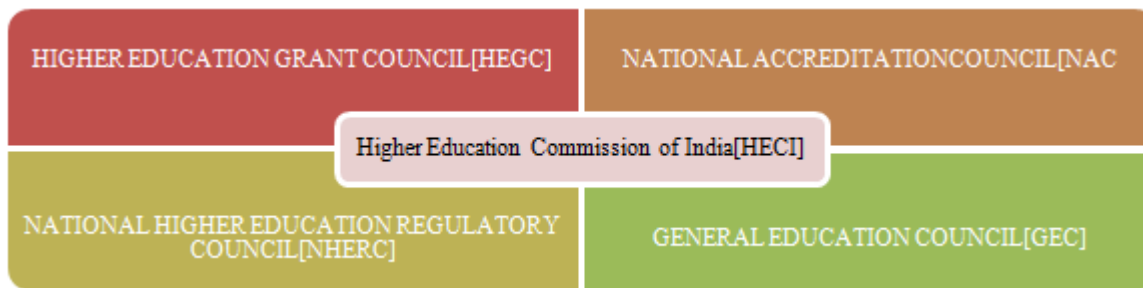 HIGHER EDUCATION GRANT COUNCIL[HEGC]
NATIONAL ACCREDITATIONCOUNCIL[NAC
Higher Education Commission of India[HECI]
NATIONAL HIGHER EDUCATION REGULATORY
COUNCIL[NHERC]
GENERAL EDUCATION COUNCIL[GEC]